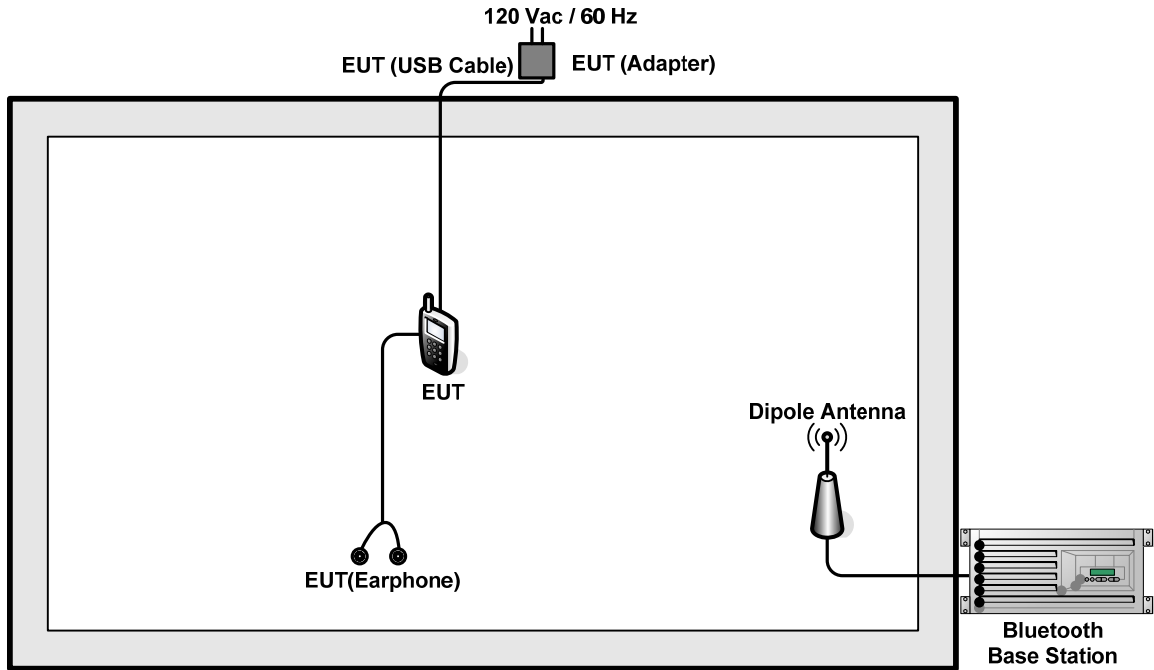 120 Vac / 60 Hz
EUT (USB Cable)
EUT (Adapter)
EUT
Dipole Antenna
EUT(Earphone)
Bluetooth
Base Station